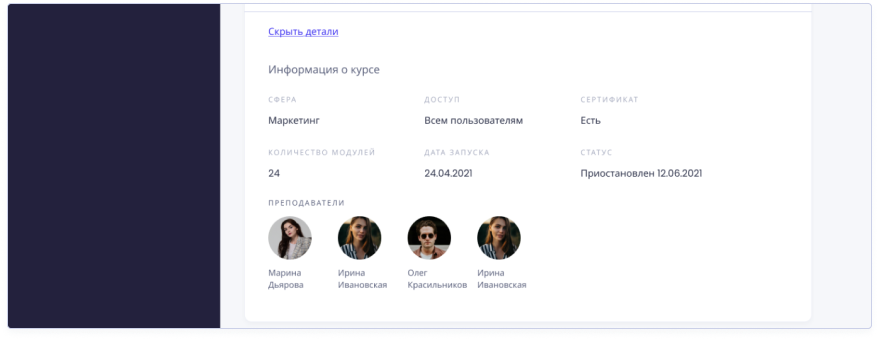 Скрыть детали
Информация о курсе
СФЕРА ДОСТУП СЕРТИФИКАТ
Маркетинг Всем пользователям Есть
КОЛИЧЕСТВО МОДУЛЕЙ ДАТА ЗАПУСКА СТАТУС
24 24.04.2021 Приостановлен 12.06.2021
ПРЕПОДАВАТЕЛИ
Марина Ирина Олег Ирина
Дьярова Ивановская Красильников Ивановская